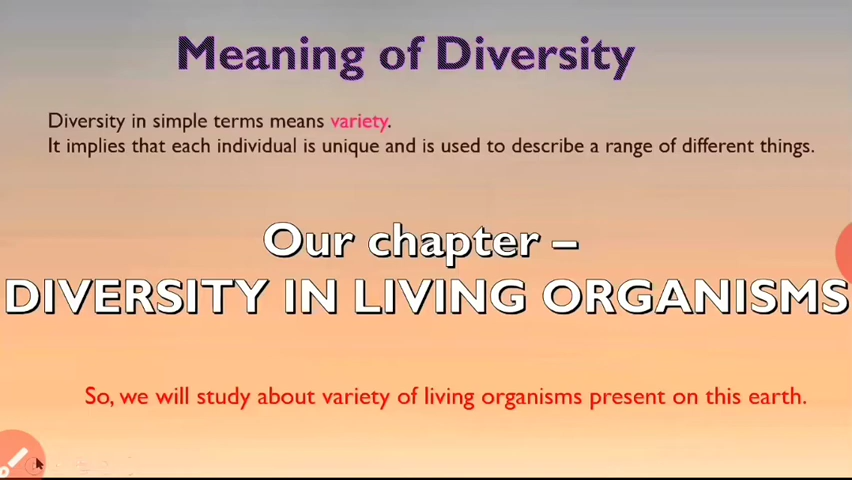 Meaning of Diversity
Diversity in simple terms means variety.
It implies that each individual is unique and is used to describe a range of different things.
Our chapter –
DIVERSITY IN LIVING ORGANISMS
So, we will study about variety of living organisms present on this earth.